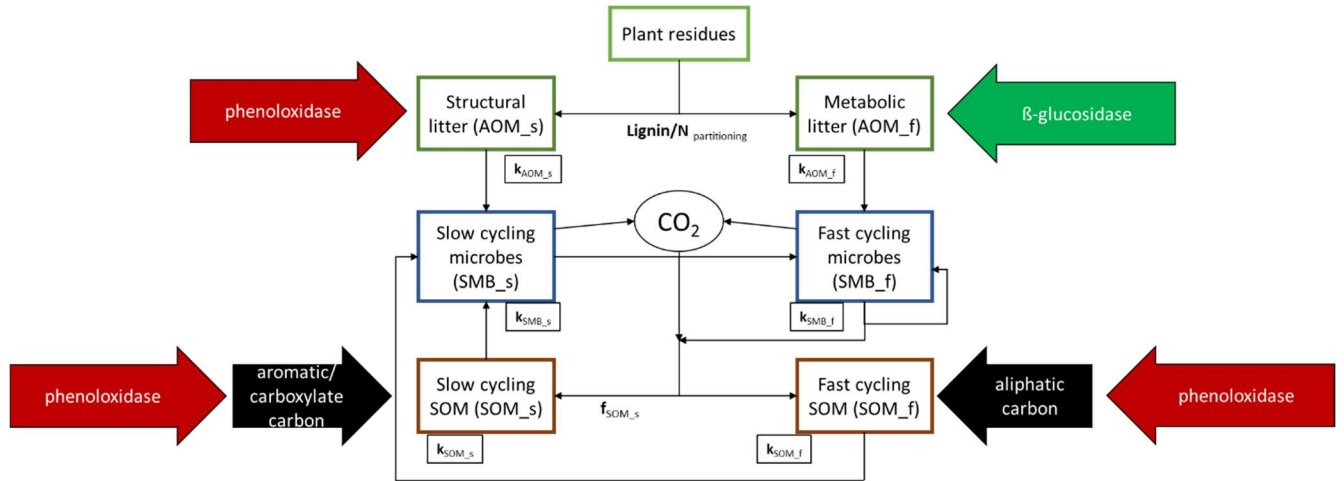 Plant residues
phenoloxidase
Structural
litter (AOM_s)
Lignin/N partitioning
Metabolic
litter (AOM_f)
ß-glucosidase
kAOM_s
kAOM_f
Slow cycling
microbes
(SMB_s)
CO2
Fast cycling
microbes
(SMB_f)
kSMB_s
kSMB_f
phenoloxidase
aromatic/
carboxylate
carbon
Slow cycling
SOM (SOM_s)
fSOM_s
Fast cycling
SOM (SOM_f)
aliphatic
carbon
phenoloxidase
kSOM_s
kSOM_f